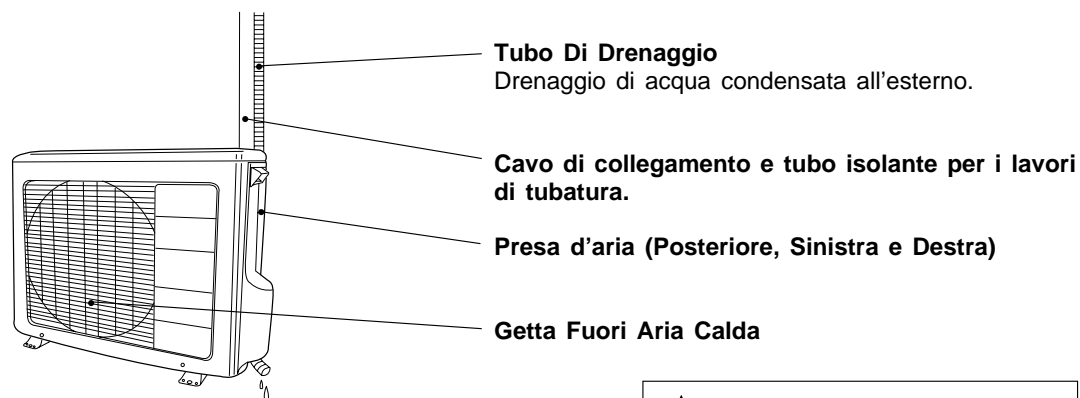 Tubo Di Drenaggio
Drenaggio di acqua condensata all'esterno.
Cavo di collegamento e tubo isolante per i lavori
di tubatura.
Presa d'aria (Posteriore, Sinistra e Destra)
Getta Fuori Aria Calda